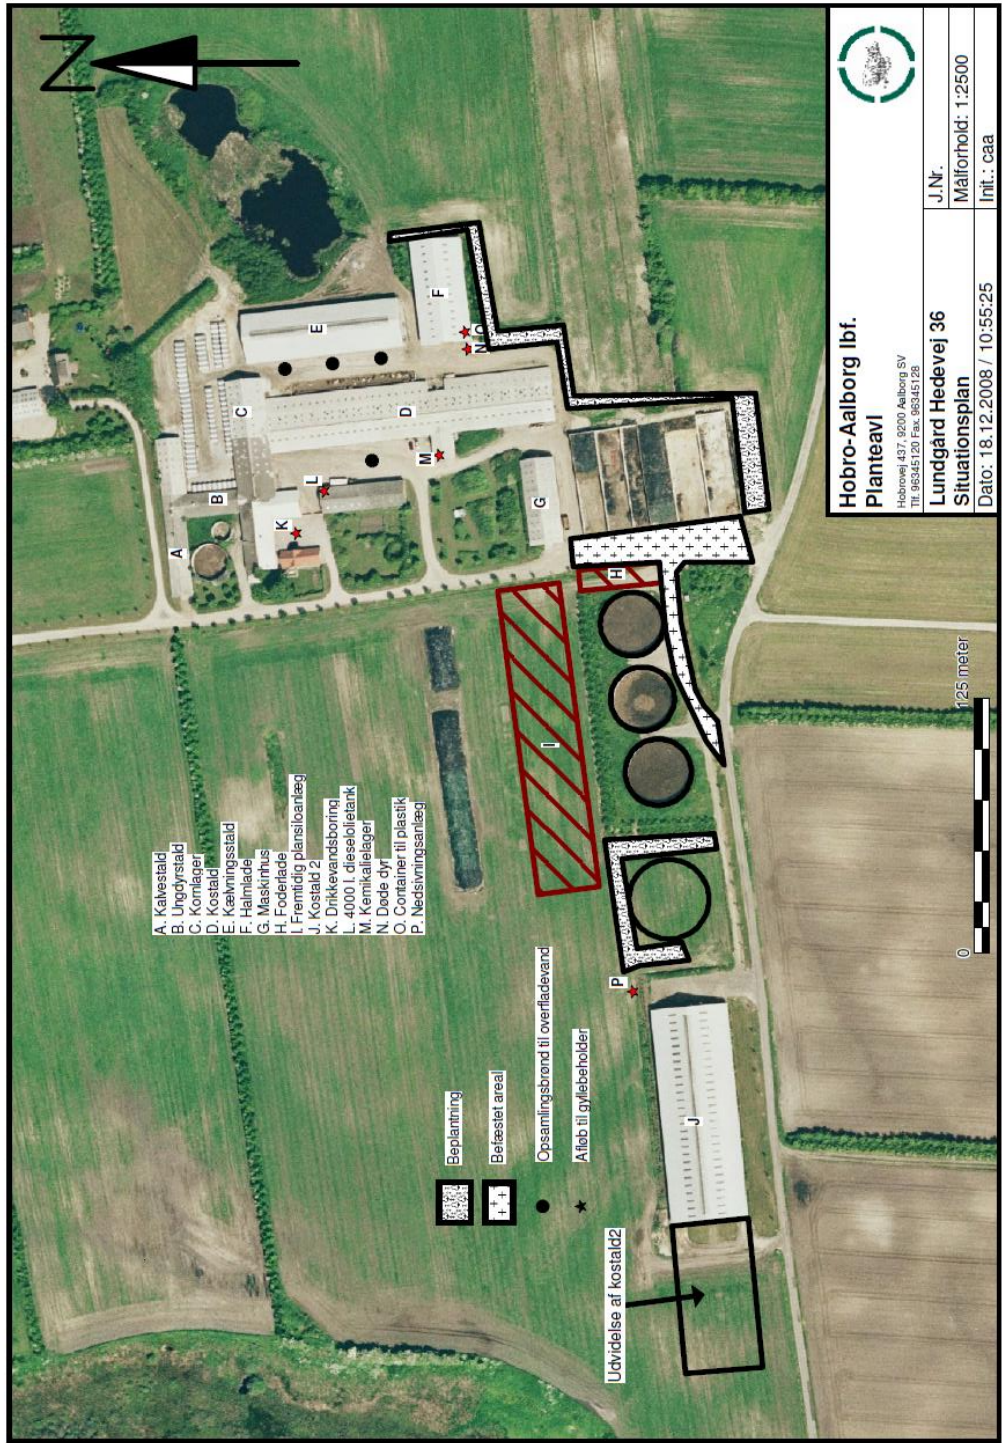 N
A. Kalvestald
B. Ungdyrstald
C. Kornlager
D. Kostald
E. Kælvningsstald
F. Halmlade
G. Maskinhus
H. Foderlade
I. Fremtidig plansiloanlæg
J. Kostald 2
K. Drikkevandsboring
L. 4000 l. dieselolietank
M. Kemikalielager
N. Døde dyr
O. Container til plastik
P. Nedsivningsanlæg
Beplantning
Befæstet areal
Opsamlingsbrønd til overfladevand
Afløb til gyllebeholder
Udvidelse af kostald2
A
B
C
D
E
F
G
H
I
J
K
L
M
N
O
P
0
125 meter
Hobro-Aalborg lbf.
Planteavl
Hobrovej 437, 9200 Aalborg SV
Tlf. 96345120 Fax. 96345128
Lundgård Hedevej 36
Situationsplan
Dato: 18.12.2008 / 10:55:25
J.Nr.
Målforhold: 1:2500
Init.: caa